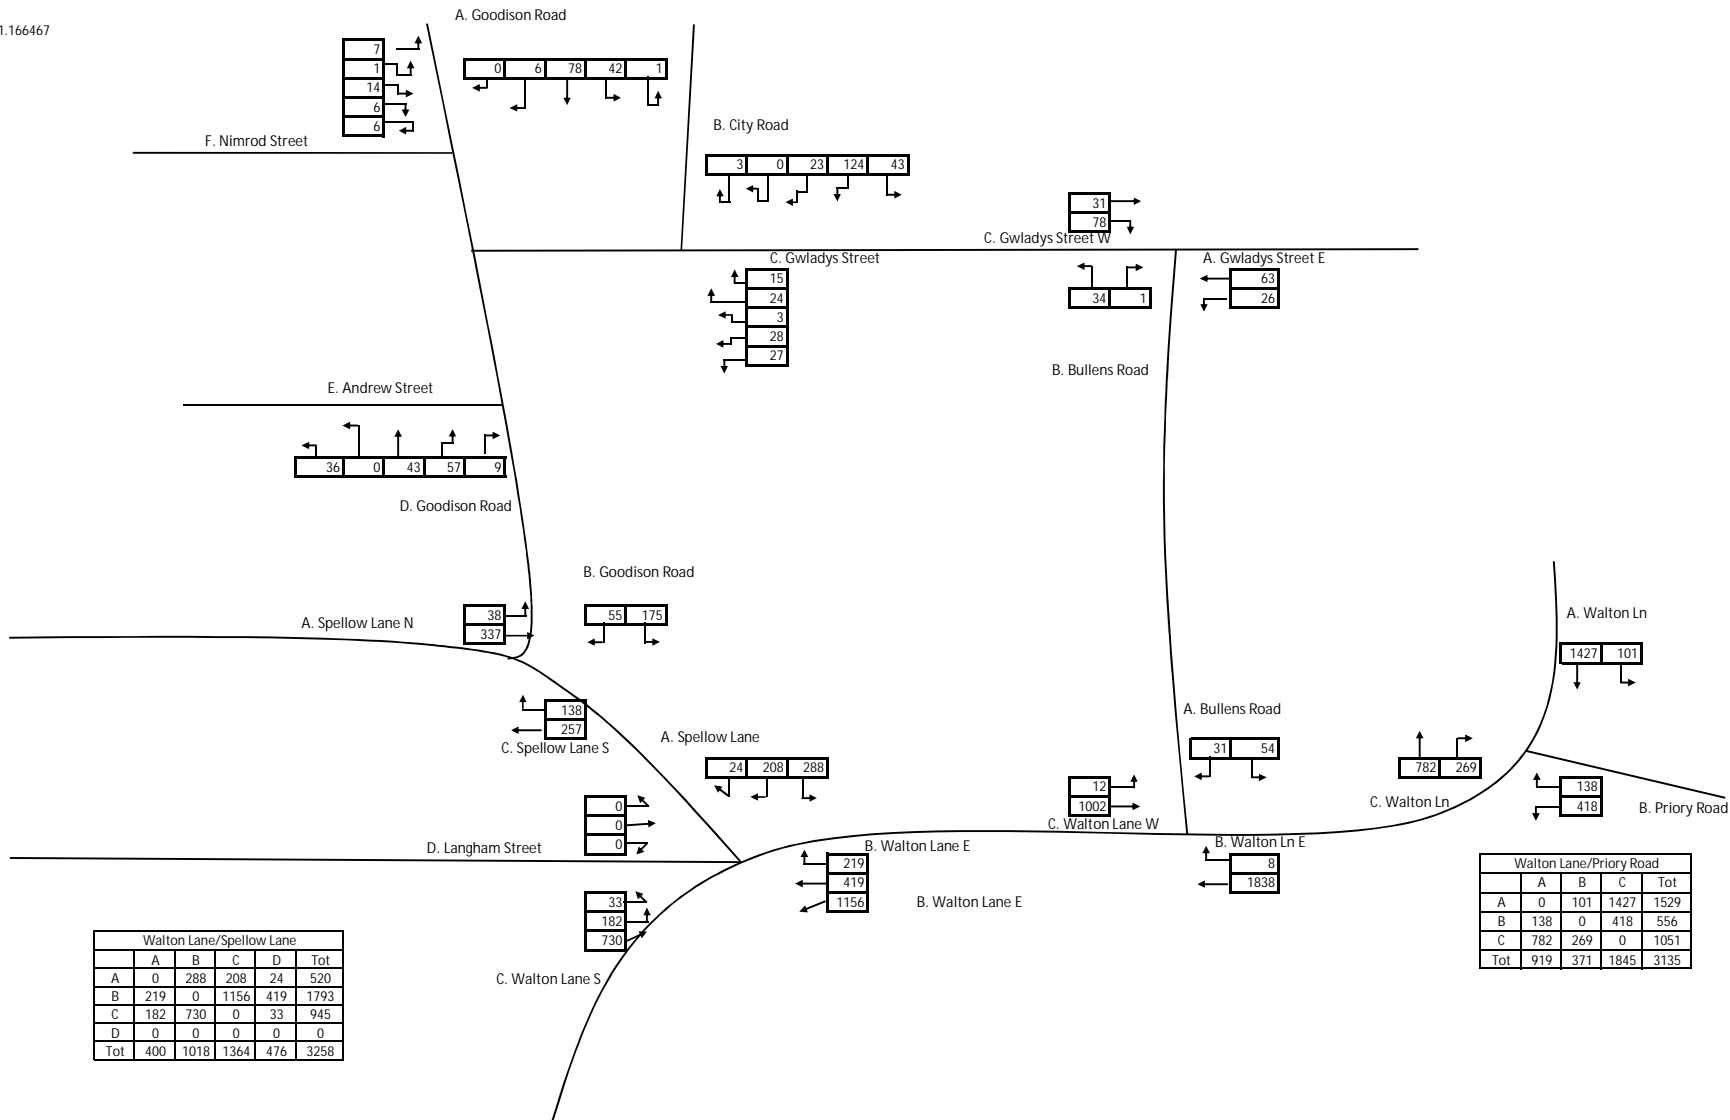 A. Goodison Road
1.166467
7
1
14
6
6
0 6 78 42 1
B. City Road
F. Nimrod Street
3 0 23 124 43
31
78
C. Gwladys Street W
C. Gwladys Street
A. Gwladys Street E
15
24
3
28
27
34 1
63
26
B. Bullens Road
E. Andrew Street
36 0 43 57 9
D. Goodison Road
B. Goodison Road
38
337
55 175
A. Spellow Lane N
A. Walton Ln
1427 101
138
257
C. Spellow Lane S
A. Bullens Road
A. Spellow Lane
31 54
24 208 288
782 269
12
1002
C. Walton Lane W
138
418
C. Walton Ln
B. Priory Road
0
0
0
D. Langham Street
B. Walton Lane E
B. Walton Ln E
219
419
1156
8
1838
B. Walton Lane E
33
182
730
C. Walton Lane S
Walton Lane/Priory Road
A B C Tot
A 0 101 1427 1529
B 138 0 418 556
C 782 269 0 1051
Tot 919 371 1845 3135
Walton Lane/Spellow Lane
A B C D Tot
A 0 288 208 24 520
B 219 0 1156 419 1793
C 182 730 0 33 945
D 0 0 0 0 0
Tot 400 1018 1364 476 3258